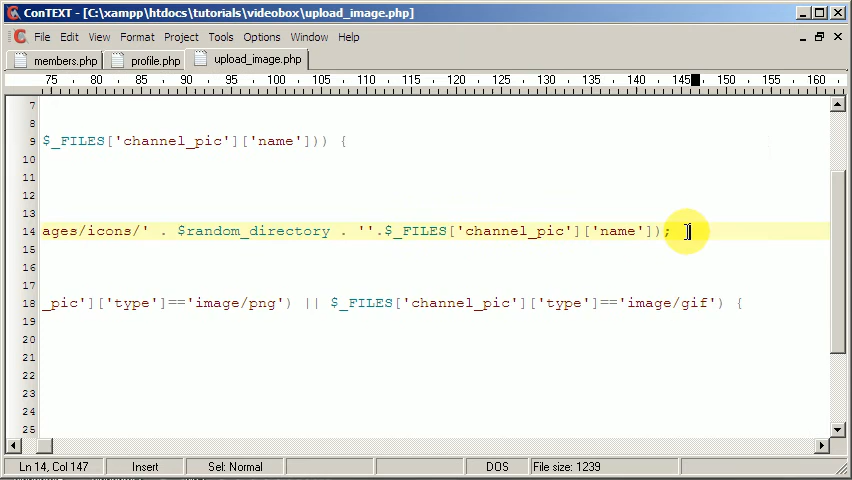 ConTEXT - [C:\xampp\htdocs\tutorials\videobox\upload_image.php]
File Edit View Format Project Tools Options Window Help
members.php profile.php upload_image.php
75 80 85 90 95 100 105 110 115 120 125 130 135 140 145 150 155 160
7
8
9 $_FILES['channel_pic']['name'])) {
10
11
12
13
14 ages/icons/' . $random_directory . ''.$_FILES['channel_pic']['name']);
15
16
17
18 _pic']['type']=='image/png') || $_FILES['channel_pic']['type']=='image/gif') {
19
20
21
22
23
24
25
Ln 14, Col 147 Insert Sel: Normal DOS File size: 1239